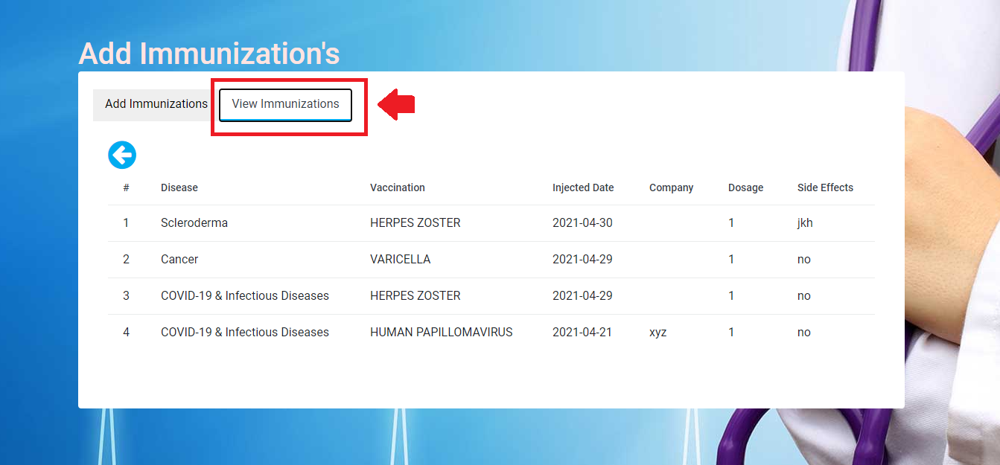 Add Immunization's
Add Immunizations View Immunizations
# Disease Vaccination Injected Date Company Dosage Side Effects
1 Scleroderma HERPES ZOSTER 2021-04-30 1 jkh
2 Cancer VARICELLA 2021-04-29 1 no
3 COVID-19 & Infectious Diseases HERPES ZOSTER 2021-04-29 1 no
4 COVID-19 & Infectious Diseases HUMAN PAPILLOMAVIRUS 2021-04-21 xyz 1 no